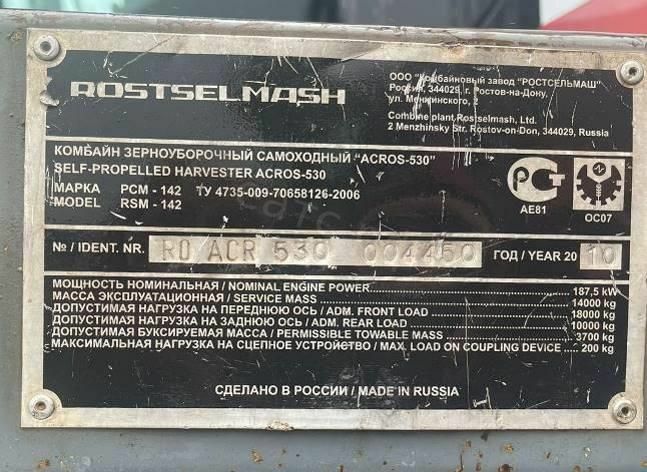 ROSTSELMASH
ООО "Комбайновый завод "РОСТСЕЛЬМАШ"
Россия, 344029, г. Ростов-на-Дону,
ул. Менжинского, 2
Combine plant Rostselmash, Ltd.
2 Menzhinsky Str. Rostov-on-Don, 344029, Russia
КОМБАЙН ЗЕРНОУБОРОЧНЫЙ САМОХОДНЫЙ "ACROS-530"
SELF-PROPELLED HARVESTER ACROS-530
МАРКА РСМ - 142 ТУ 4735-009-70658126-2006
MODEL RSM - 142
АЕ81 ОС07
№ / IDENT. NR. R0 ACR 530 004450 ГОД / YEAR 20 10
МОЩНОСТЬ НОМИНАЛЬНАЯ / NOMINAL ENGINE POWER 187,5 kW
МАССА ЭКСПЛУАТАЦИОННАЯ / SERVICE MASS 14000 kg
ДОПУСТИМАЯ НАГРУЗКА НА ПЕРЕДНЮЮ ОСЬ / ADM. FRONT LOAD 18000 kg
ДОПУСТИМАЯ НАГРУЗКА НА ЗАДНЮЮ ОСЬ / ADM. REAR LOAD 10000 kg
ДОПУСТИМАЯ БУКСИРУЕМАЯ МАССА / PERMISSIBLE TOWABLE MASS 3700 kg
МАКСИМАЛЬНАЯ НАГРУЗКА НА СЦЕПНОЕ УСТРОЙСТВО / MAX. LOAD ON COUPLING DEVICE 200 kg
СДЕЛАНО В РОССИИ / MADE IN RUSSIA